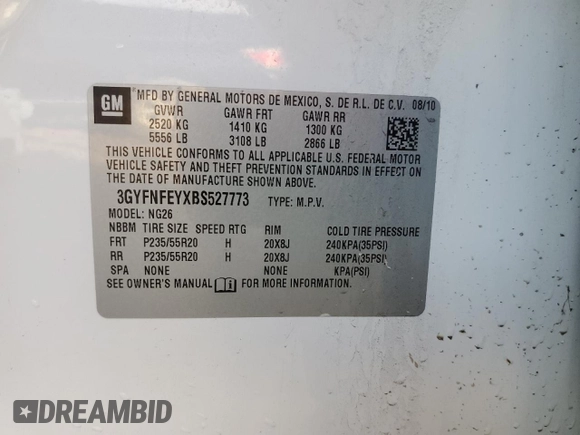 GM
MFD BY GENERAL MOTORS DE MEXICO, S. DE R.L. DE C.V. 08/10
GVWR GAWR FRT GAWR RR
2520 KG 1410 KG 1300 KG
5556 LB 3108 LB 2866 LB
THIS VEHICLE CONFORMS TO ALL APPLICABLE U.S. FEDERAL MOTOR
VEHICLE SAFETY AND THEFT PREVENTION STANDARDS IN EFFECT ON
THE DATE OF MANUFACTURE SHOWN ABOVE.
3GYFNFEYXBS527773 TYPE: M.P.V.
MODEL: NG26
NBBM TIRE SIZE SPEED RTG RIM COLD TIRE PRESSURE
FRT P235/55R20 H 20X8J 240KPA(35PSI)
RR P235/55R20 H 20X8J 240KPA(35PSI)
SPA NONE NONE KPA(PSI)
SEE OWNER'S MANUAL i FOR MORE INFORMATION.
DREAMBID